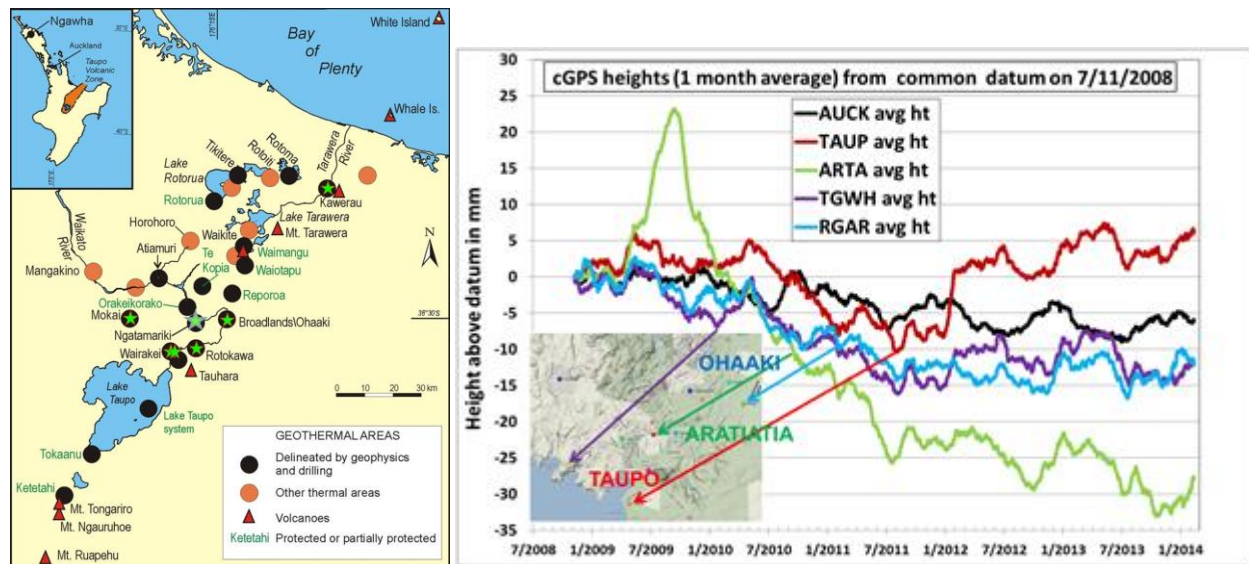 Ngawha
Auckland
Taupo
Volcanic
Zone
35°S
40°S
175°E
176°15'E
White Island
Bay
of
Plenty
Whale Is.
Tarawera
River
Rotoma
Rotoiti
Tikitere
Lake
Rotorua
Rotorua
Kawerau
Lake Tarawera
Mt. Tarawera
Waikato
River
Horohoro
Waikite
N
Atiamuri
Te
Kopia
Waimangu
Waiotapu
Mangakino
Orakeikorako
Reporoa
Mokai
38°30'S
Ngatamariki
Broadlands\Ohaaki
Wairakei
Rotokawa
Tauhara
0 30 km
Lake
Taupo
Lake Taupo
system
Tokaanu
Ketetahi
Mt. Tongariro
Mt. Ngauruhoe
Mt. Ruapehu
GEOTHERMAL AREAS
Delineated by geophysics
and drilling
Other thermal areas
Volcanoes
Ketetahi Protected or partially protected
cGPS heights (1 month average) from common datum on 7/11/2008
AUCK avg ht
TAUP avg ht
ARTA avg ht
TGWH avg ht
RGAR avg ht
Height above datum in mm
30
25
20
15
10
5
0
-5
-10
-15
-20
-25
-30
-35
OHAAKI
ARATIATIA
TAUPO
7/2008 1/2009 7/2009 1/2010 7/2010 1/2011 7/2011 1/2012 7/2012 1/2013 7/2013 1/2014